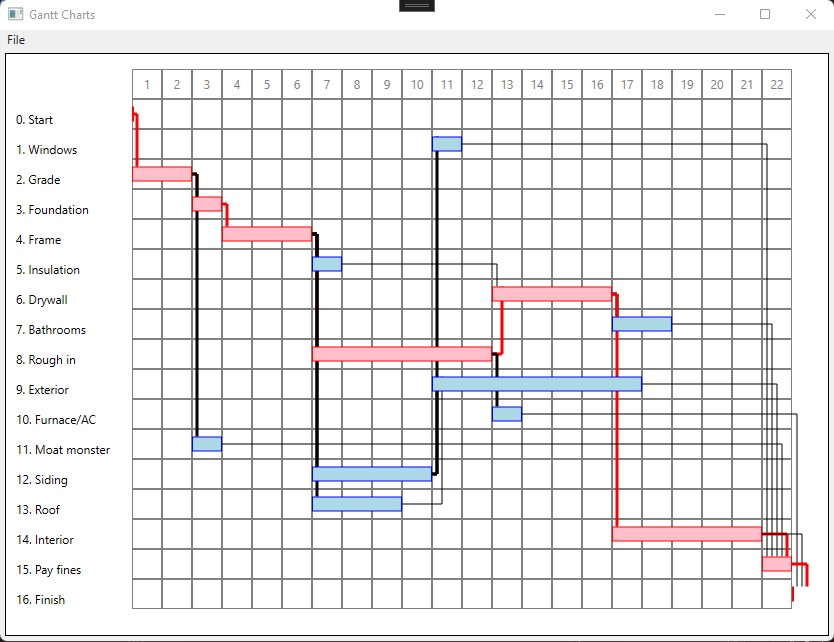 Gantt Charts
File
1 2 3 4 5 6 7 8 9 10 11 12 13 14 15 16 17 18 19 20 21 22
0. Start
1. Windows
2. Grade
3. Foundation
4. Frame
5. Insulation
6. Drywall
7. Bathrooms
8. Rough in
9. Exterior
10. Furnace/AC
11. Moat monster
12. Siding
13. Roof
14. Interior
15. Pay fines
16. Finish